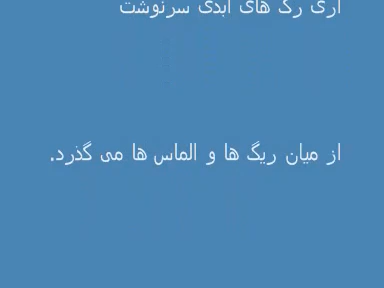 آری رگ های ابدی سرنوشت
از میان ریگ ها و الماس ها می گذرد.